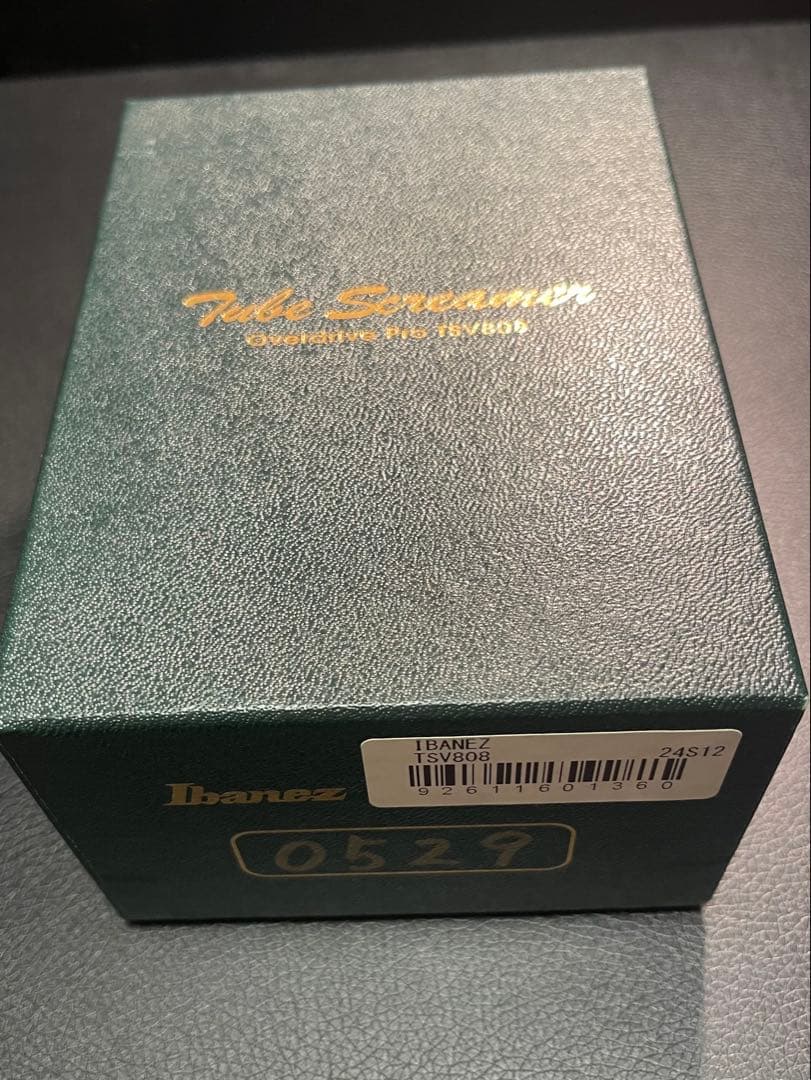 Tube Screamer
Overdrive Pro TSV808
IBANEZ
TSV808
24S12
92611601360
Ibanez
0529